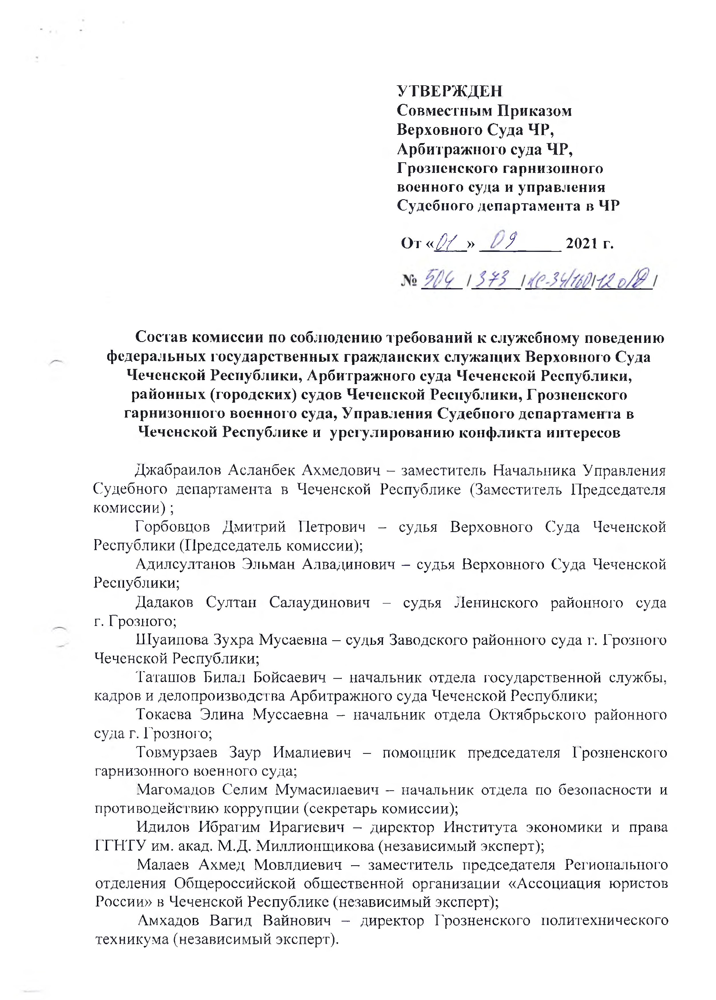 УТВЕРЖДЕН
Совместным Приказом
Верховного Суда ЧР,
Арбитражного суда ЧР,
Грозненского гарнизонного
военного суда и управления
Судебного департамента в ЧР
От «01» 09 2021 г.
№ 504 / 373 / КС-34/160 / 12 о/д /
Состав комиссии по соблюдению требований к служебному поведению
федеральных государственных гражданских служащих Верховного Суда
Чеченской Республики, Арбитражного суда Чеченской Республики,
районных (городских) судов Чеченской Республики, Грозненского
гарнизонного военного суда, Управления Судебного департамента в
Чеченской Республике и урегулированию конфликта интересов
Джабраилов Асланбек Ахмедович – заместитель Начальника Управления
Судебного департамента в Чеченской Республике (Заместитель Председателя
комиссии) ;
Горбовцов Дмитрий Петрович – судья Верховного Суда Чеченской
Республики (Председатель комиссии);
Адилсултанов Эльман Алвадинович – судья Верховного Суда Чеченской
Республики;
Дадаков Султан Салаудинович – судья Ленинского районного суда
г. Грозного;
Шуаипова Зухра Мусаевна – судья Заводского районного суда г. Грозного
Чеченской Республики;
Таташов Билал Бойсаевич – начальник отдела государственной службы,
кадров и делопроизводства Арбитражного суда Чеченской Республики;
Токаева Элина Муссаевна – начальник отдела Октябрьского районного
суда г. Грозного;
Товмурзаев Заур Ималиевич – помощник председателя Грозненского
гарнизонного военного суда;
Магомадов Селим Мумасилаевич – начальник отдела по безопасности и
противодействию коррупции (секретарь комиссии);
Идилов Ибрагим Ирагиевич – директор Института экономики и права
ГГНТУ им. акад. М.Д. Миллионщикова (независимый эксперт);
Малаев Ахмед Мовлдиевич – заместитель председателя Регионального
отделения Общероссийской общественной организации «Ассоциация юристов
России» в Чеченской Республике (независимый эксперт);
Амхадов Вагид Вайнович – директор Грозненского политехнического
техникума (независимый эксперт).